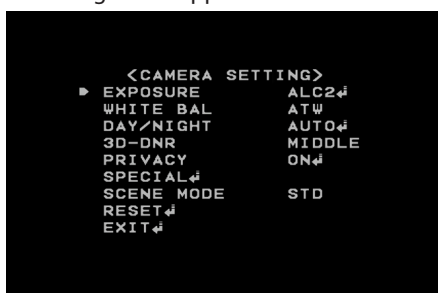 <CAMERA SETTING>
EXPOSURE ALC2↲
WHITE BAL ATW
DAY/NIGHT AUTO↲
3D-DNR MIDDLE
PRIVACY ON↲
SPECIAL↲
SCENE MODE STD
RESET↲
EXIT↲